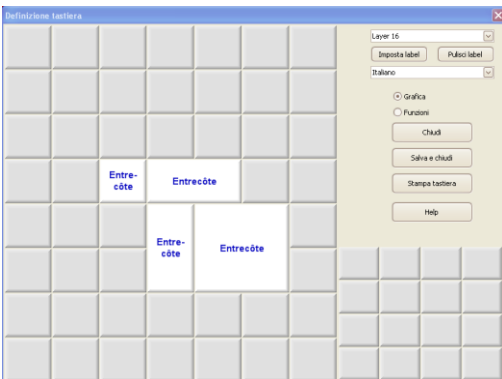 Definizione tastiera
Layer 16
Imposta label
Pulisci label
Italiano
Grafica
Funzioni
Chiudi
Salva e chiudi
Stampa tastiera
Help
Entre-
côte
Entrecôte
Entre-
côte
Entrecôte